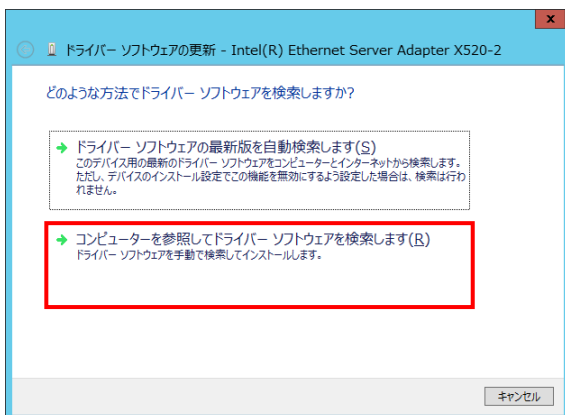 x
ドライバー ソフトウェアの更新 - Intel(R) Ethernet Server Adapter X520-2
どのような方法でドライバー ソフトウェアを検索しますか?
ドライバー ソフトウェアの最新版を自動検索します(S)
このデバイス用の最新のドライバー ソフトウェアをコンピューターとインターネットから検索します。
ただし、デバイスのインストール設定でこの機能を無効にするよう設定した場合は、検索は行わ
れません。
コンピューターを参照してドライバー ソフトウェアを検索します(R)
ドライバー ソフトウェアを手動で検索してインストールします。
キャンセル